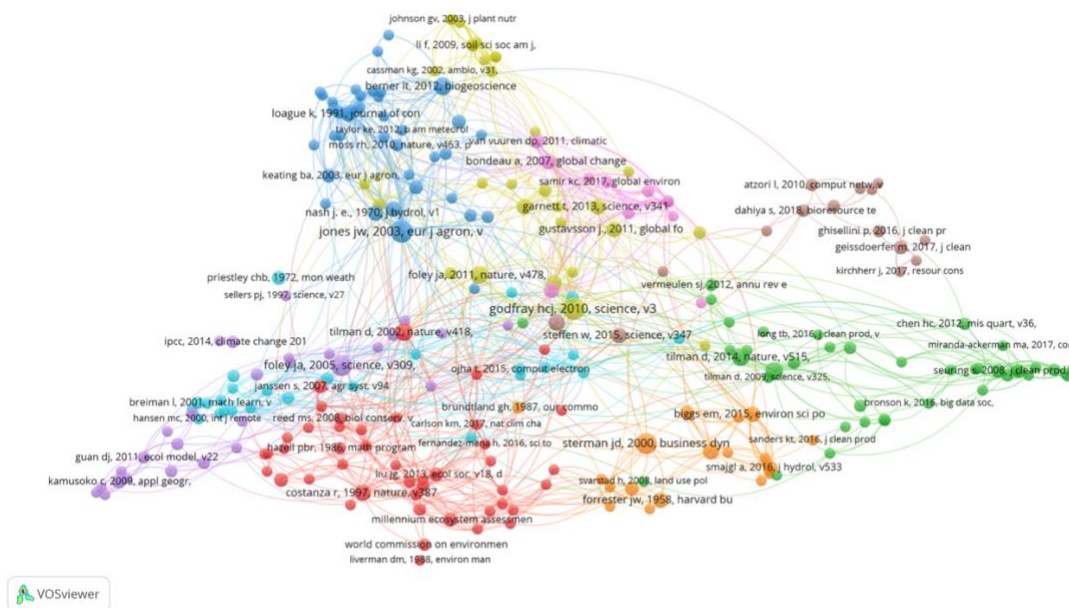 johnson gv, 2003, j plant nutr
li f, 2009, soil sci soc am j,
cassman kg, 2002, ambio, v31,
berner lt, 2012, biogeoscience
loague k, 1991, journal of con
taylor ke, 2012, b am meteorol
moss rh, 2010, nature, v463, p
van vuuren dp, 2011, climatic
bondeau a, 2007, global change
keating ba, 2003, eur j agron,
samir kc, 2017, global environ
atzori l, 2010, comput netw, v
nash j. e., 1970, j hydrol, v1
garnett t, 2013, science, v341
dahiya s, 2018, bioresource te
jones jw, 2003, eur j agron, v
gustavsson j., 2011, global fo
ghisellini p, 2016, j clean pr
geissdoerfer m, 2017, j clean
kirchherr j, 2017, resour cons
priestley chb, 1972, mon weath
foley ja, 2011, nature, v478,
vermeulen sj, 2012, annu rev e
sellers pj, 1997, science, v27
godfray hcj, 2010, science, v3
chen hc, 2012, mis quart, v36,
tilman d, 2002, nature, v418,
steffen w, 2015, science, v347
long tb, 2016, j clean prod, v
ipcc, 2014, climate change 201
miranda-ackerman ma, 2017, co
foley ja, 2005, science, v309,
ojha t, 2015, comput electron
tilman d, 2014, nature, v515,
seuring s, 2008, j clean prod,
tilman d, 2009, science, v325,
janssen s, 2007, agr syst, v94
breiman l, 2001, mach learn, v
brundtland gh, 1987, our commo
bronson k, 2016, big data soc,
hansen mc, 2000, int j remote
reed ms, 2008, biol conserv, v
biggs em, 2015, environ sci po
carlson km, 2017, nat clim cha
hazell pbr, 1986, math program
fernandez-mena h, 2016, sci to
sterman jd, 2000, business dyn
sanders kt, 2016, j clean prod
guan dj, 2011, ecol model, v22
smajgl a, 2016, j hydrol, v533
kamusoko c, 2009, appl geogr,
liu jg, 2013, ecol soc, v18, d
svarstad h, 2008, land use pol
costanza r, 1997, nature, v387
forrester jw, 1958, harvard bu
millennium ecosystem assessmen
world commission on environmen
liverman dm, 1988, environ man
VOSviewer